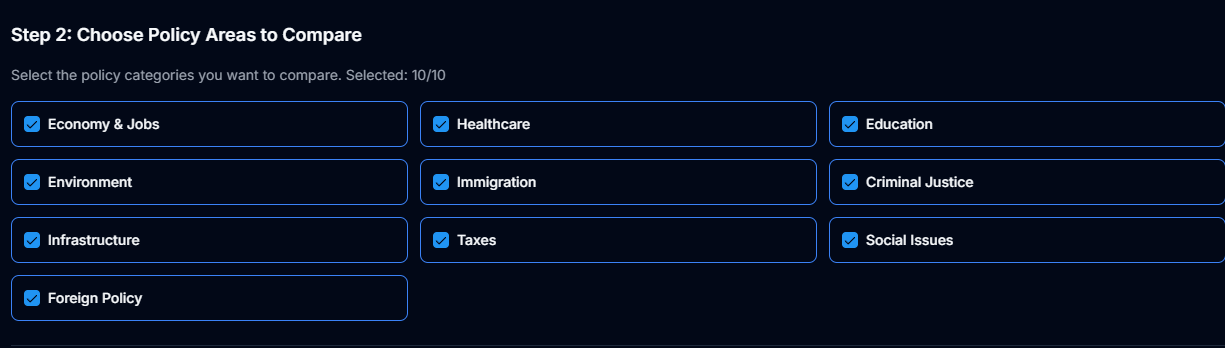 Step 2: Choose Policy Areas to Compare
Select the policy categories you want to compare. Selected: 10/10
Economy & Jobs
Healthcare
Education
Environment
Immigration
Criminal Justice
Infrastructure
Taxes
Social Issues
Foreign Policy